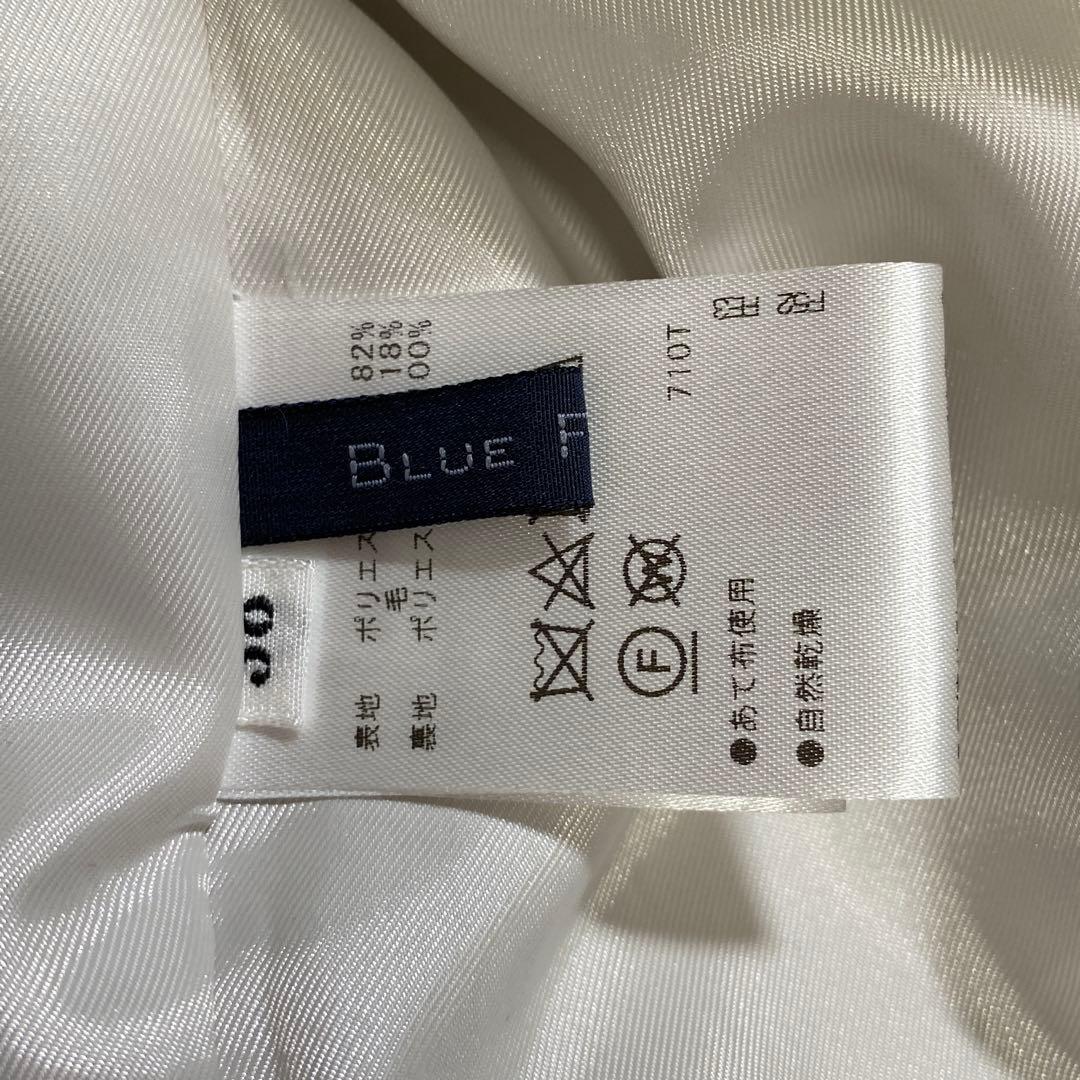 表地 ポリエス 82%
毛 18%
裏地 ポリエス 00%
BLUE
F
710T
●あて布使用
●自然乾燥